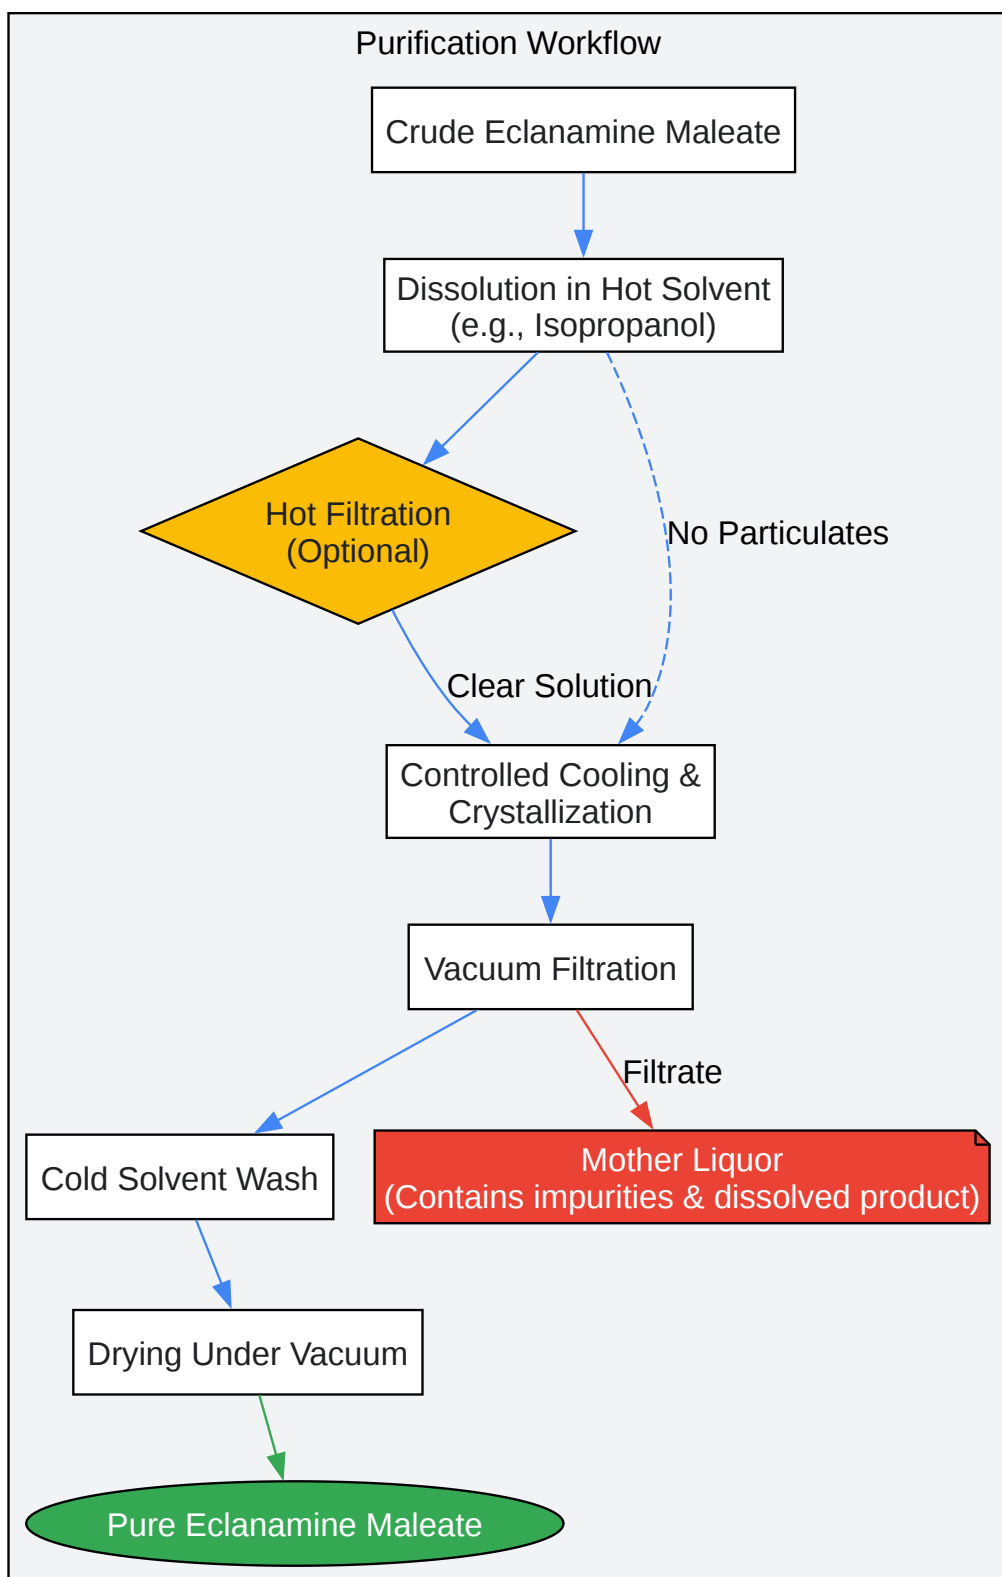 Purification Workflow
Crude Eclanamine Maleate
Dissolution in Hot Solvent
(e.g., Isopropanol)
Hot Filtration
(Optional)
No Particulates
Clear Solution
Controlled Cooling &
Crystallization
Vacuum Filtration
Filtrate
Cold Solvent Wash
Mother Liquor
(Contains impurities & dissolved product)
Drying Under Vacuum
Pure Eclanamine Maleate